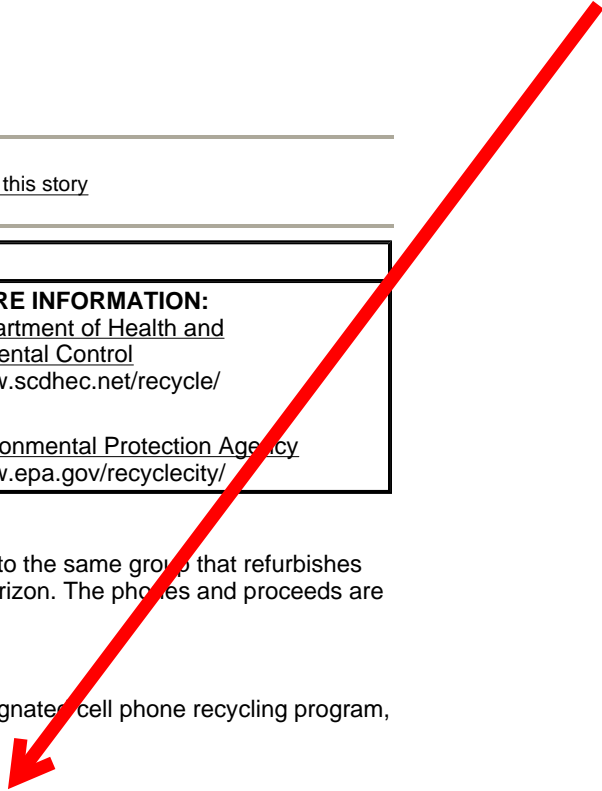 this story
RE INFORMATION:
artment of Health and
ental Control
w.scdhec.net/recycle/
onmental Protection Agency
w.epa.gov/recyclecity/
to the same group that refurbishes
rizon. The phones and proceeds are
gnated cell phone recycling program,